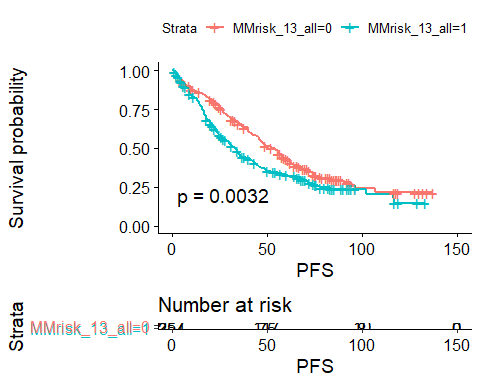 Strata MMrisk_13_all=0 MMrisk_13_all=1
Survival probability
1.00
0.75
0.50
0.25
0.00
p = 0.0032
0 50 100 150
PFS
Number at risk
Strata
0 50 100 150
PFS